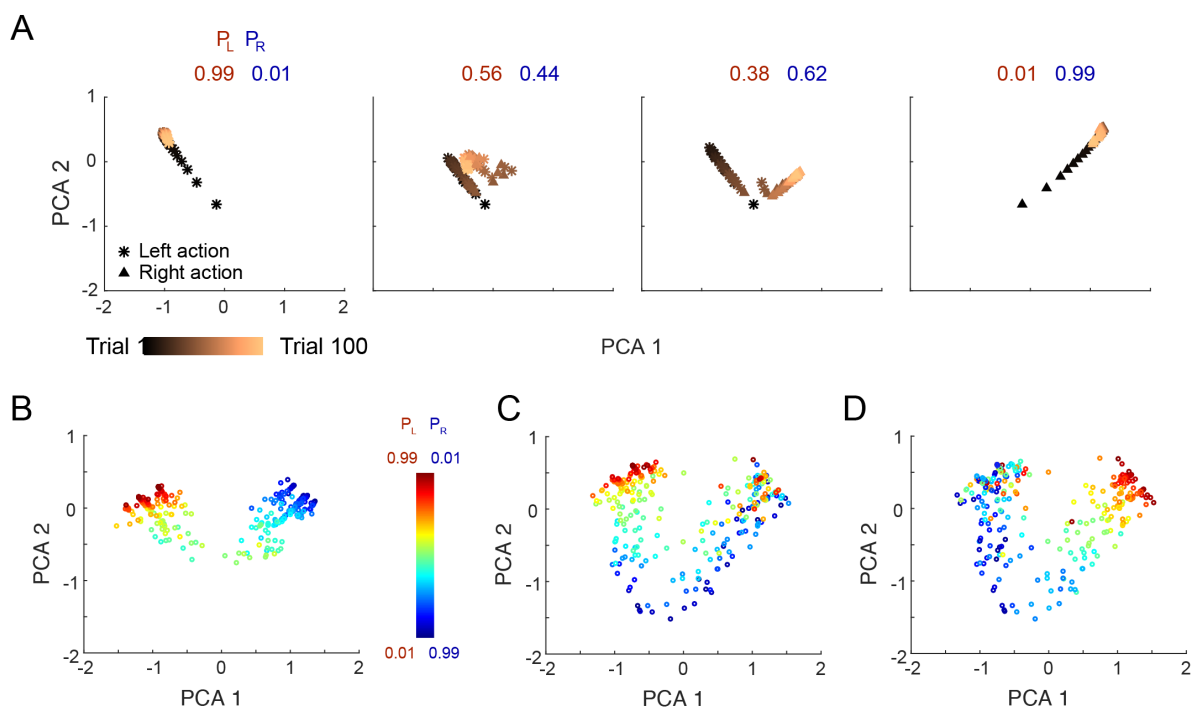 A
P_L P_R
0.99 0.01
0.56 0.44
0.38 0.62
0.01 0.99
1
0
-1
-2
PCA 2
Left action
Right action
-2 -1 0 1 2
Trial 1 Trial 100
PCA 1
B
1
0
-1
-2
PCA 2
-2 -1 0 1 2
PCA 1
P_L P_R
0.99 0.01
0.01 0.99
C
1
0
-1
-2
PCA 2
-2 -1 0 1 2
PCA 1
D
1
0
-1
-2
PCA 2
-2 -1 0 1 2
PCA 1